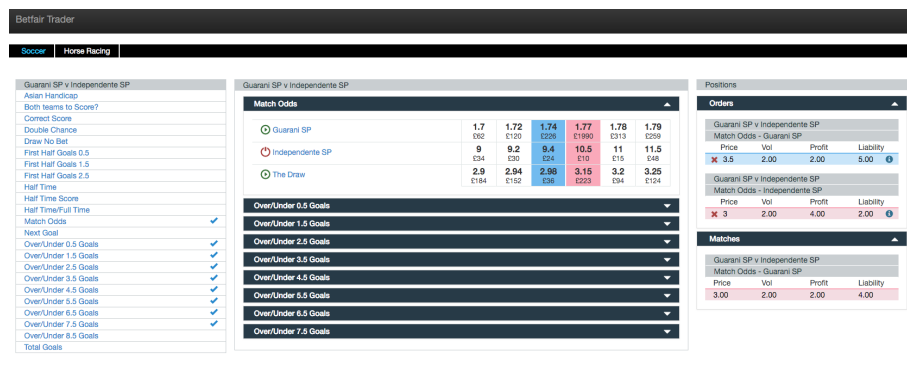 Betfair Trader
Soccer Horse Racing
Guarani SP v Independente SP
Asian Handicap
Both teams to Score?
Correct Score
Double Chance
Draw No Bet
First Half Goals 0.5
First Half Goals 1.5
First Half Goals 2.5
Half Time
Half Time Score
Half Time/Full Time
Match Odds
Next Goal
Over/Under 0.5 Goals
Over/Under 1.5 Goals
Over/Under 2.5 Goals
Over/Under 3.5 Goals
Over/Under 4.5 Goals
Over/Under 5.5 Goals
Over/Under 6.5 Goals
Over/Under 7.5 Goals
Over/Under 8.5 Goals
Total Goals
Guarani SP v Independente SP
Match Odds
Guarani SP 1.7 1.72 1.74 1.77 1.78 1.79
£62 £120 £226 £1990 £313 £259
Independente SP 9 9.2 9.4 10.5 11 11.5
£34 £30 £24 £10 £15 £48
The Draw 2.9 2.94 2.98 3.15 3.2 3.25
£184 £152 £36 £223 £94 £124
Over/Under 0.5 Goals
Over/Under 1.5 Goals
Over/Under 2.5 Goals
Over/Under 3.5 Goals
Over/Under 4.5 Goals
Over/Under 5.5 Goals
Over/Under 6.5 Goals
Over/Under 7.5 Goals
Positions
Orders
Guarani SP v Independente SP
Match Odds - Guarani SP
Price Vol Profit Liability
3.5 2.00 2.00 5.00
Guarani SP v Independente SP
Match Odds - Independente SP
Price Vol Profit Liability
3 2.00 4.00 2.00
Matches
Guarani SP v Independente SP
Match Odds - Guarani SP
Price Vol Profit Liability
3.00 2.00 2.00 4.00